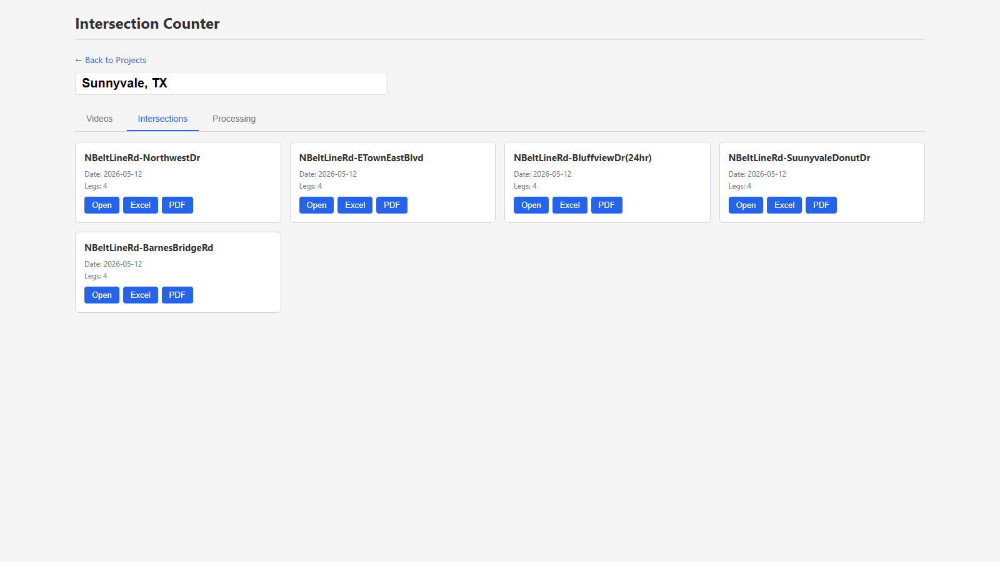 Intersection Counter
← Back to Projects
Sunnyvale, TX
Videos Intersections Processing
NBeltLineRd-NorthwestDr
Date: 2026-05-12
Legs: 4
Open Excel PDF
NBeltLineRd-ETownEastBlvd
Date: 2026-05-12
Legs: 4
Open Excel PDF
NBeltLineRd-BluffviewDr(24hr)
Date: 2026-05-12
Legs: 4
Open Excel PDF
NBeltLineRd-SuunyvaleDonutDr
Date: 2026-05-12
Legs: 4
Open Excel PDF
NBeltLineRd-BarnesBridgeRd
Date: 2026-05-12
Legs: 4
Open Excel PDF